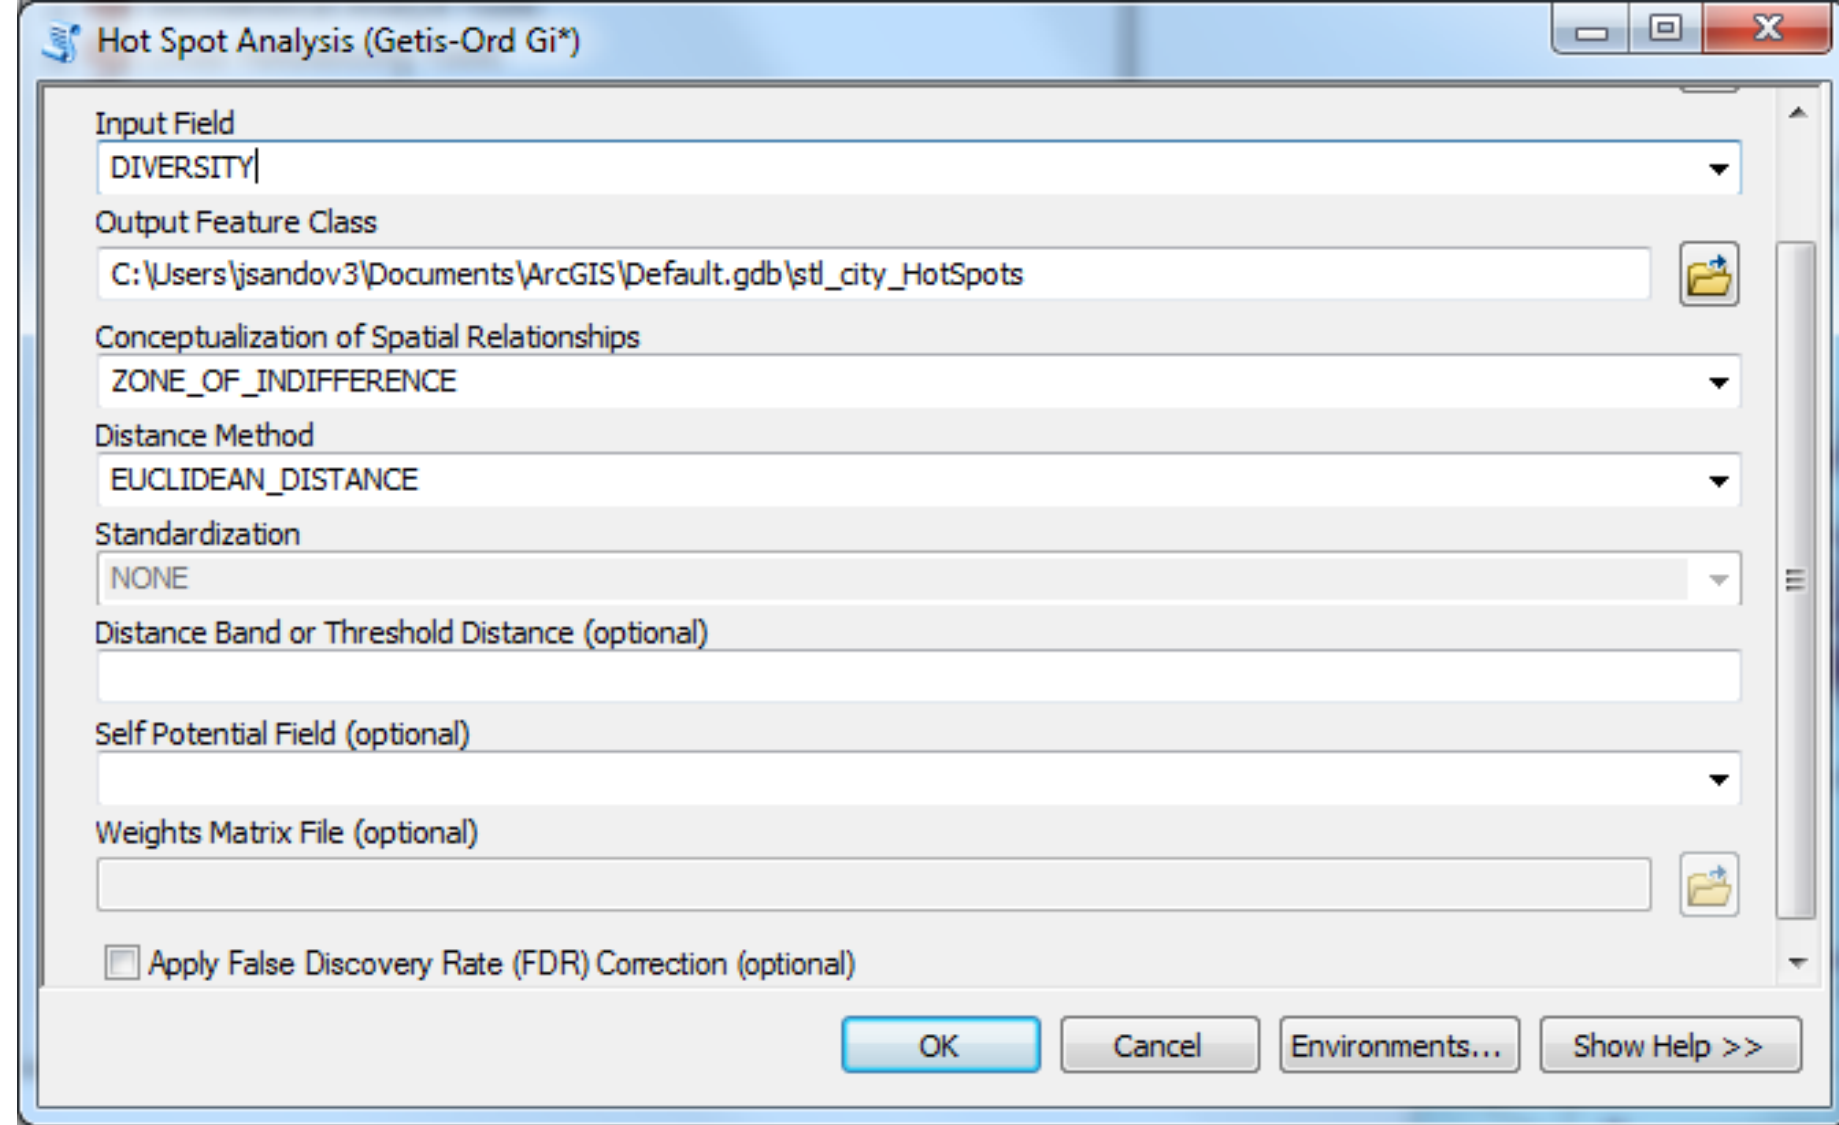 Hot Spot Analysis (Getis-Ord Gi*)
Input Field
DIVERSITY
Output Feature Class
C:\Users\jsandov3\Documents\ArcGIS\Default.gdb\stl_city_HotSpots
Conceptualization of Spatial Relationships
ZONE_OF_INDIFFERENCE
Distance Method
EUCLIDEAN_DISTANCE
Standardization
NONE
Distance Band or Threshold Distance (optional)
Self Potential Field (optional)
Weights Matrix File (optional)
Apply False Discovery Rate (FDR) Correction (optional)
OK Cancel Environments... Show Help >>